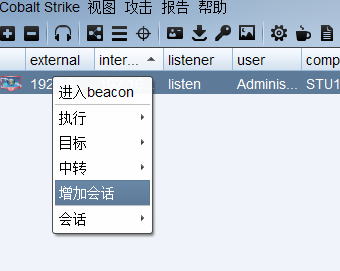 Cobalt Strike 视图 攻击 报告 帮助
external inter... listener user comp
192 listen Adminis... STU1
进入beacon
执行
目标
中转
增加会话
会话